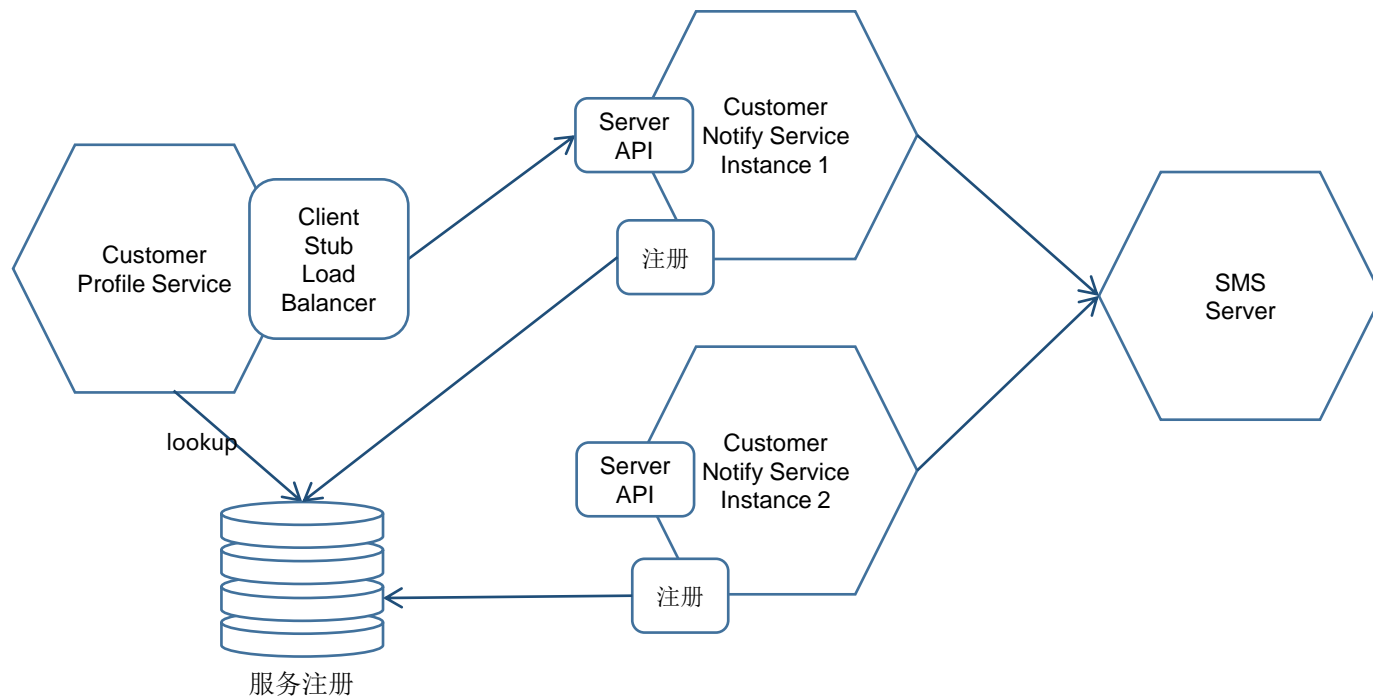 Customer
Profile Service
Client
Stub
Load
Balancer
lookup
服务注册
Server
API
Customer
Notify Service
Instance 1
注册
Server
API
Customer
Notify Service
Instance 2
注册
SMS
Server